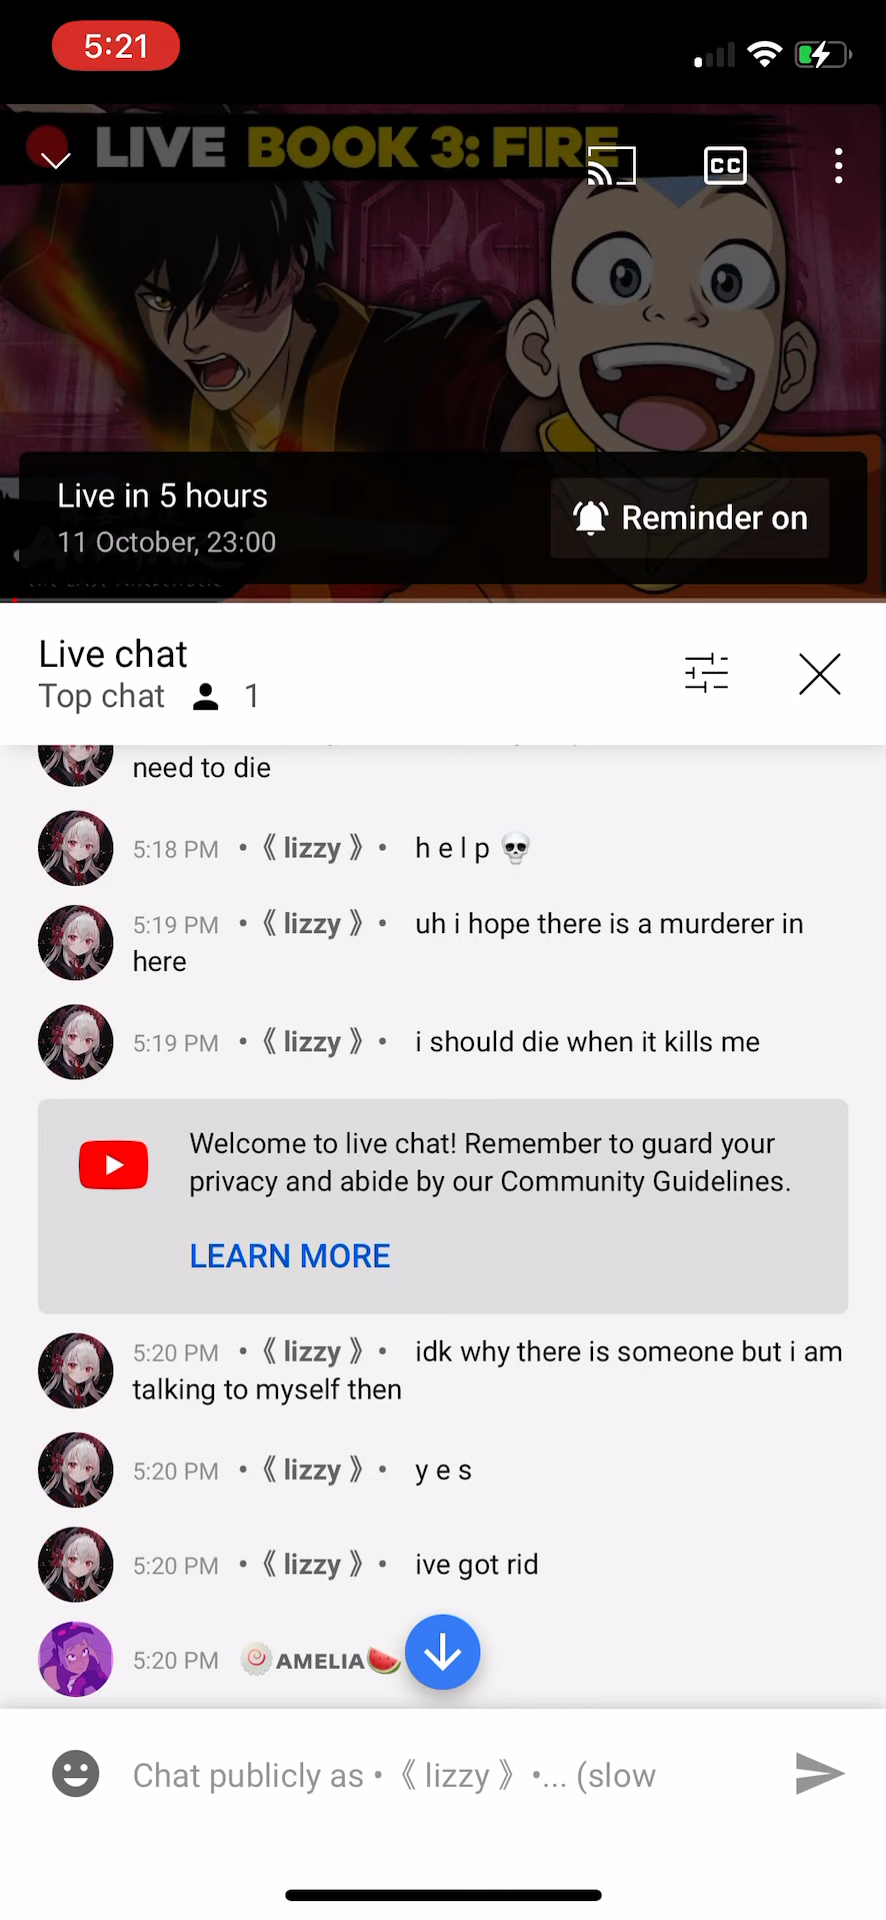 5:21
LIVE BOOK 3: FIRE
CC
Live in 5 hours
11 October, 23:00
Reminder on
Live chat
Top chat 1
need to die
5:18 PM •《 lizzy 》• h e l p 💀
5:19 PM •《 lizzy 》• uh i hope there is a murderer in
here
5:19 PM •《 lizzy 》• i should die when it kills me
Welcome to live chat! Remember to guard your
privacy and abide by our Community Guidelines.
LEARN MORE
5:20 PM •《 lizzy 》• idk why there is someone but i am
talking to myself then
5:20 PM •《 lizzy 》• y e s
5:20 PM •《 lizzy 》• ive got rid
5:20 PM 🍥AMELIA🍉
Chat publicly as •《 lizzy 》•... (slow